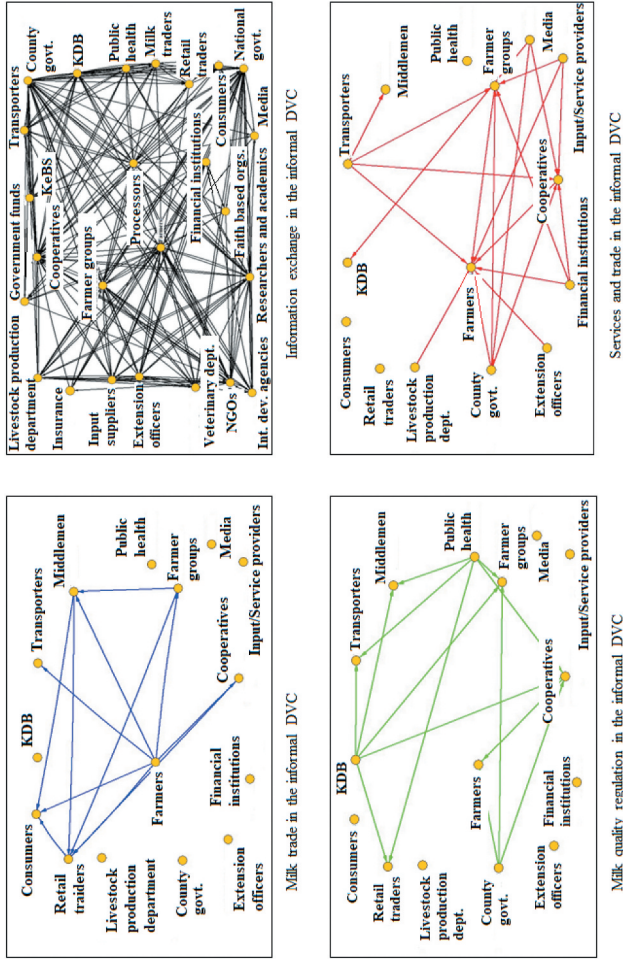 Consumers
KDB
Transporters
Retail
traiders
Middlemen
Livestock
production
department
Public
health
County
govt.
Farmers
Farmer
groups
Financial
institutions
Cooperatives
Media
Extension
officers
Input/Service providers
Milk trade in the informal DVC
Livestock production
department
Government funds
Transporters
County
govt.
KDB
Public
health
Milk
traders
Retail
traders
Insurance
KeBS
Cooperatives
Input
suppliers
Farmer groups
Processors
Consumers
National
govt.
Extension
officers
Financial institutions
Veterinary dept.
NGOs
Faith based orgs.
Media
Int. dev. agencies
Researchers and academics
Information exchange in the informal DVC
Consumers
KDB
Transporters
Retail
traders
Middlemen
Livestock
production
dept.
Public
health
County
govt.
Farmers
Farmer
groups
Extension
officers
Financial
institutions
Cooperatives
Media
Input/Service providers
Milk quality regulation in the informal DVC
Consumers
KDB
Transporters
Retail
traders
Middlemen
Livestock
production
dept.
Public
health
County
govt.
Farmers
Farmer
groups
Extension
officers
Cooperatives
Media
Financial institutions
Input/Service providers
Services and trade in the informal DVC